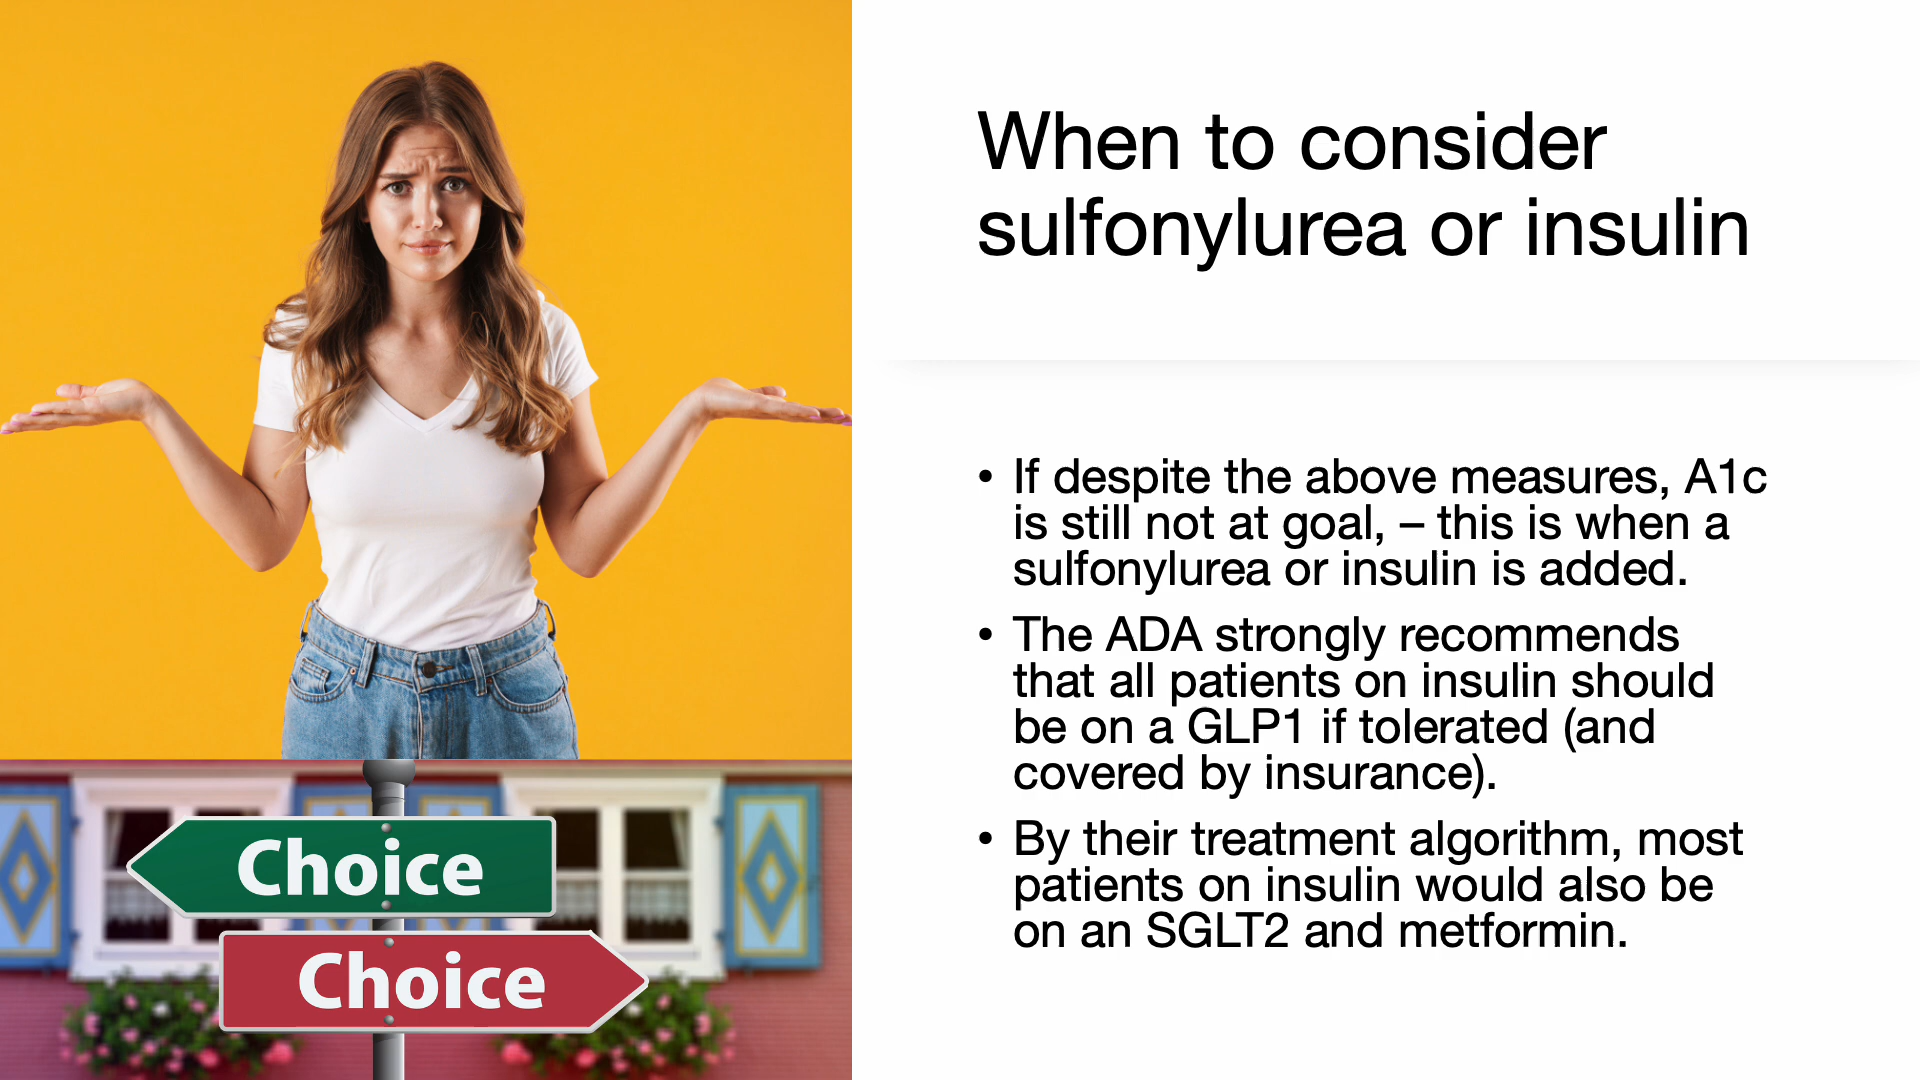 When to consider
sulfonylurea or insulin
• If despite the above measures, A1c
is still not at goal, – this is when a
sulfonylurea or insulin is added.
• The ADA strongly recommends
that all patients on insulin should
be on a GLP1 if tolerated (and
covered by insurance).
• By their treatment algorithm, most
patients on insulin would also be
on an SGLT2 and metformin.
Choice
Choice